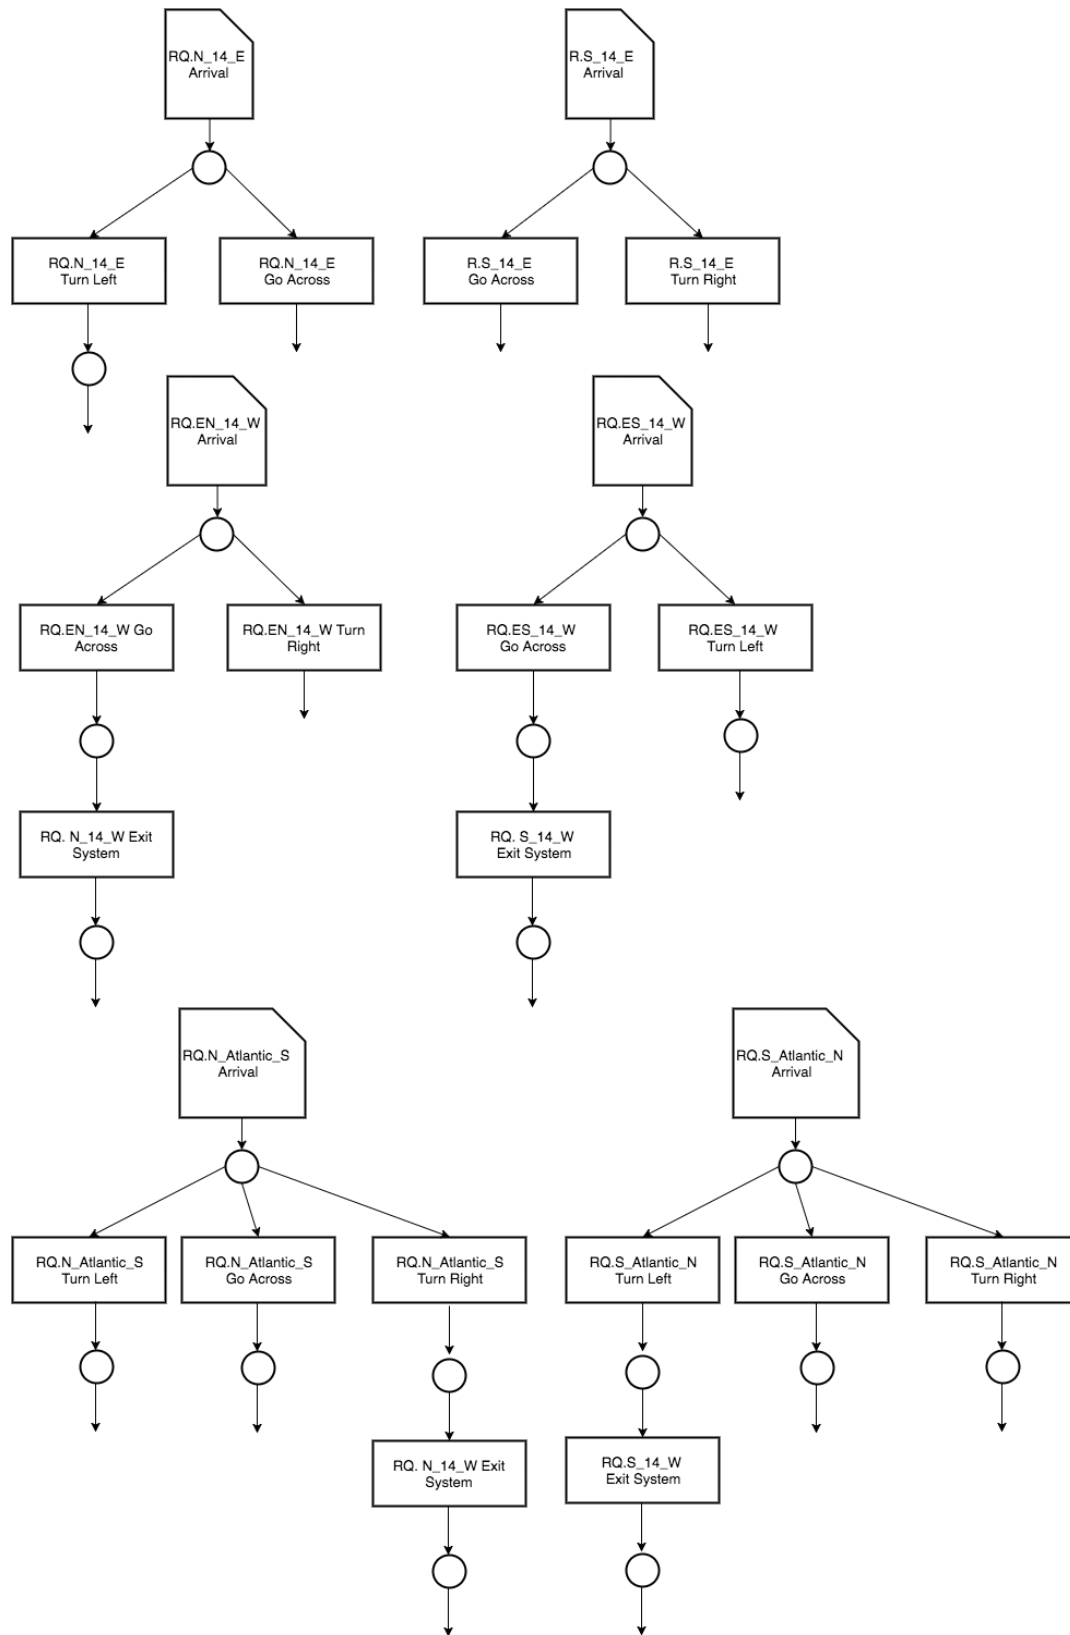 RQ.N_14_E
Arrival
R.S_14_E
Arrival
RQ.N_14_E
Turn Left
RQ.N_14_E
Go Across
R.S_14_E
Go Across
R.S_14_E
Turn Right
RQ.EN_14_W
Arrival
RQ.ES_14_W
Arrival
RQ.EN_14_W Go
Across
RQ.EN_14_W Turn
Right
RQ.ES_14_W
Go Across
RQ.ES_14_W
Turn Left
RQ. N_14_W Exit
System
RQ. S_14_W
Exit System
RQ.N_Atlantic_S
Arrival
RQ.S_Atlantic_N
Arrival
RQ.N_Atlantic_S
Turn Left
RQ.N_Atlantic_S
Go Across
RQ.N_Atlantic_S
Turn Right
RQ.S_Atlantic_N
Turn Left
RQ.S_Atlantic_N
Go Across
RQ.S_Atlantic_N
Turn Right
RQ. N_14_W Exit
System
RQ.S_14_W
Exit System